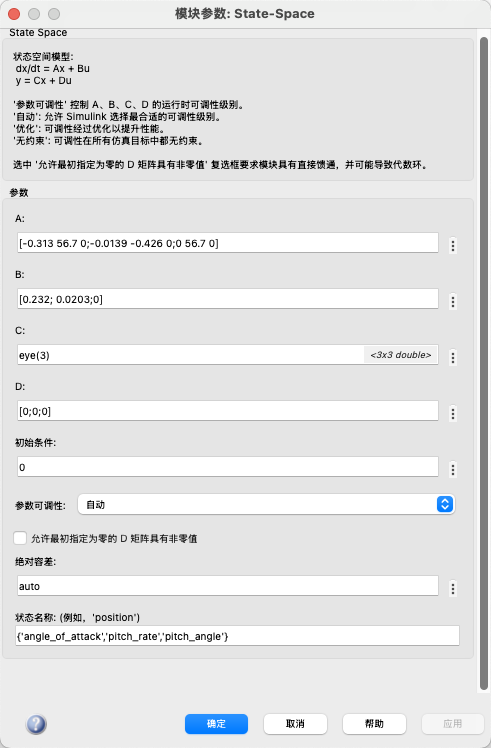 模块参数: State-Space
State Space
状态空间模型:
dx/dt = Ax + Bu
y = Cx + Du
'参数可调性' 控制 A、B、C、D 的运行时可调性级别。
'自动': 允许 Simulink 选择最合适的可调性级别。
'优化': 可调性经过优化以提升性能。
'无约束': 可调性在所有仿真目标中都无约束。
选中 '允许最初指定为零的 D 矩阵具有非零值' 复选框要求模块具有直接馈通，并可能导致代数环。
参数
A:
[-0.313 56.7 0;-0.0139 -0.426 0;0 56.7 0]
B:
[0.232; 0.0203;0]
C:
eye(3) <3x3 double>
D:
[0;0;0]
初始条件:
0
参数可调性: 自动
允许最初指定为零的 D 矩阵具有非零值
绝对容差:
auto
状态名称: (例如，'position')
{'angle_of_attack','pitch_rate','pitch_angle'}
? 确定 取消 帮助 应用